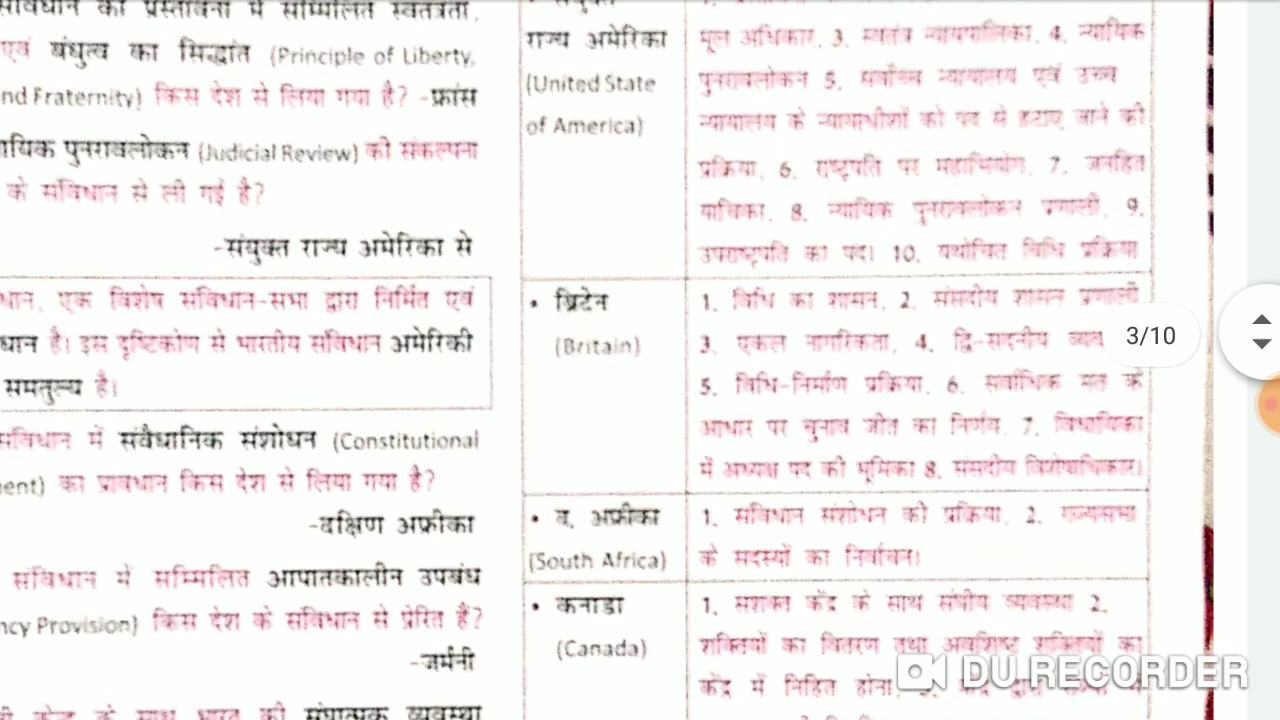 संविधान की प्रस्तावना में सम्मिलित स्वतंत्रता,
एवं बंधुत्व का सिद्धांत (Principle of Liberty,
nd Fraternity) किस देश से लिया गया है? -फ्रांस
ायिक पुनरावलोकन (Judicial Review) की संकल्पना
के संविधान से ली गई है?
-संयुक्त राज्य अमेरिका से
धान, एक विशेष संविधान-सभा द्वारा निर्मित एवं
धान है। इस दृष्टिकोण से भारतीय संविधान अमेरिकी
समतुल्य है।
संविधान में संवैधानिक संशोधन (Constitutional
ent) का प्रावधान किस देश से लिया गया है?
-दक्षिण अफ्रीका
संविधान में सम्मिलित आपातकालीन उपबंध
ncy Provision) किस देश के संविधान से प्रेरित है?
-जर्मनी
केन्द्र के साथ भारत की संघात्मक व्यवस्था
राज्य अमेरिका
(United State
of America)
मूल अधिकार, 3. स्वतंत्र न्यायपालिका, 4. न्यायिक
पुनरावलोकन 5. सर्वोच्च न्यायालय एवं उच्च
न्यायालय के न्यायाधीशों को पद से हटाए जाने की
प्रक्रिया, 6. राष्ट्रपति पर महाभियोग, 7. जनहित
याचिका, 8. न्यायिक पुनरावलोकन प्रणाली, 9.
उपराष्ट्रपति का पद। 10. यथोचित विधि प्रक्रिया
• ब्रिटेन
(Britain)
1. विधि का शासन, 2. संसदीय शासन प्रणाली
3. एकल नागरिकता, 4. द्वि-सदनीय व्यव
5. विधि-निर्माण प्रक्रिया, 6. सर्वाधिक मत के
आधार पर चुनाव जीत का निर्णय, 7. विधायिका
में अध्यक्ष पद की भूमिका 8. संसदीय विशेषाधिकार।
• द. अफ्रीका
(South Africa)
1. संविधान संशोधन की प्रक्रिया, 2. राज्यसभा
के सदस्यों का निर्वाचन।
• कनाडा
(Canada)
1. सशक्त केंद्र के साथ संघीय व्यवस्था 2.
शक्तियों का वितरण तथा अवशिष्ट शक्तियों का
केंद्र में निहित होना।
3/10
DU RECORDER